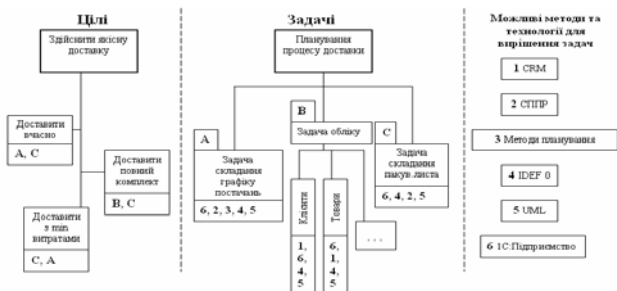 Цілі
Здійснити якісну
доставку
Доставити
вчасно
A, C
Доставити
повний
комплект
B, C
Доставити
з min
витратами
C, A
Задачі
Планування
процесу доставки
A
Задача
складання
графіку
постачань
6, 2, 3, 4, 5
B
Задача обліку
Клієнти
1,
6,
4,
5
Товари
6,
1,
4,
5
...
C
Задача
складання
пакув.листа
6, 4, 2, 5
Можливі методи та
технології для
вирішення задач
1 CRM
2 СППР
3 Методи планування
4 IDEF 0
5 UML
6 1С:Підприємство